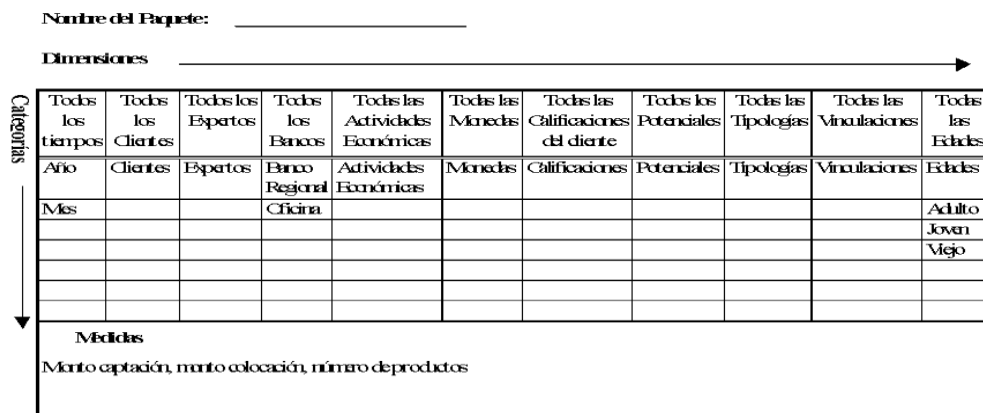 Nombre del Paquete:
Dimensiones
Categorías
Todos Todos Todos los Todos Todas las Todas las Todas las Todos los Todas las Todas las Todas
los los Expertos los Actividades Monedas Calificaciones Potenciales Tipologías Vinculaciones las
tiempos Clientes Bancos Económicas del cliente Edades
Año Clientes Expertos Banco Actividades Monedas Calificaciones Potenciales Tipologías Vinculaciones Edades
Regional Económicas
Mes Oficina Adulto
Joven
Viejo
Medidas
Monto captación, monto colocación, número de productos